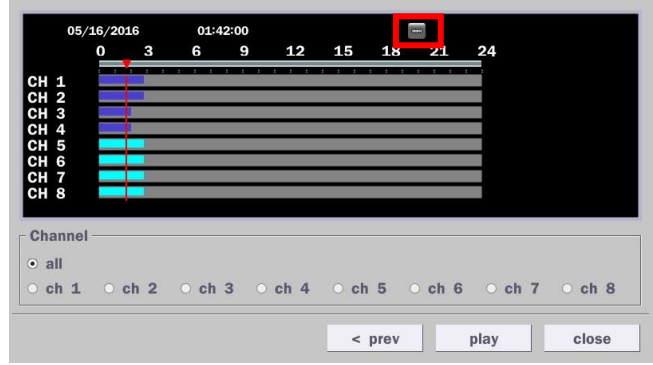 05/16/2016 01:42:00
0 3 6 9 12 15 18 21 24
CH 1
CH 2
CH 3
CH 4
CH 5
CH 6
CH 7
CH 8
Channel
all
ch 1 ch 2 ch 3 ch 4 ch 5 ch 6 ch 7 ch 8
< prev play close